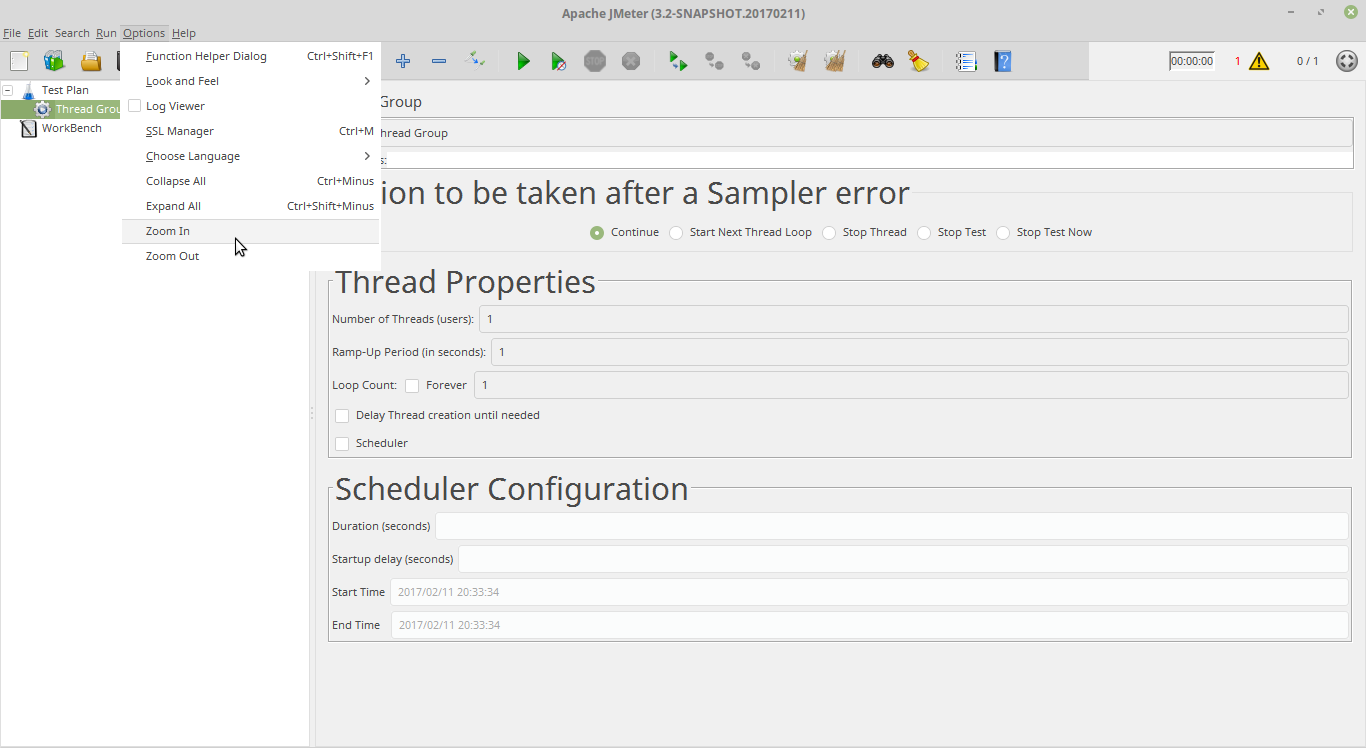 Apache JMeter (3.2-SNAPSHOT.20170211)
File Edit Search Run Options Help
Function Helper Dialog Ctrl+Shift+F1
Look and Feel
Log Viewer
SSL Manager Ctrl+M
Choose Language
Collapse All Ctrl+Minus
Expand All Ctrl+Shift+Minus
Zoom In
Zoom Out
STOP
00:00:00 1 0 / 1
Test Plan
Thread Grou
WorkBench
Group
hread Group
s:
ion to be taken after a Sampler error
Continue Start Next Thread Loop Stop Thread Stop Test Stop Test Now
Thread Properties
Number of Threads (users): 1
Ramp-Up Period (in seconds): 1
Loop Count: Forever 1
Delay Thread creation until needed
Scheduler
Scheduler Configuration
Duration (seconds)
Startup delay (seconds)
Start Time 2017/02/11 20:33:34
End Time 2017/02/11 20:33:34